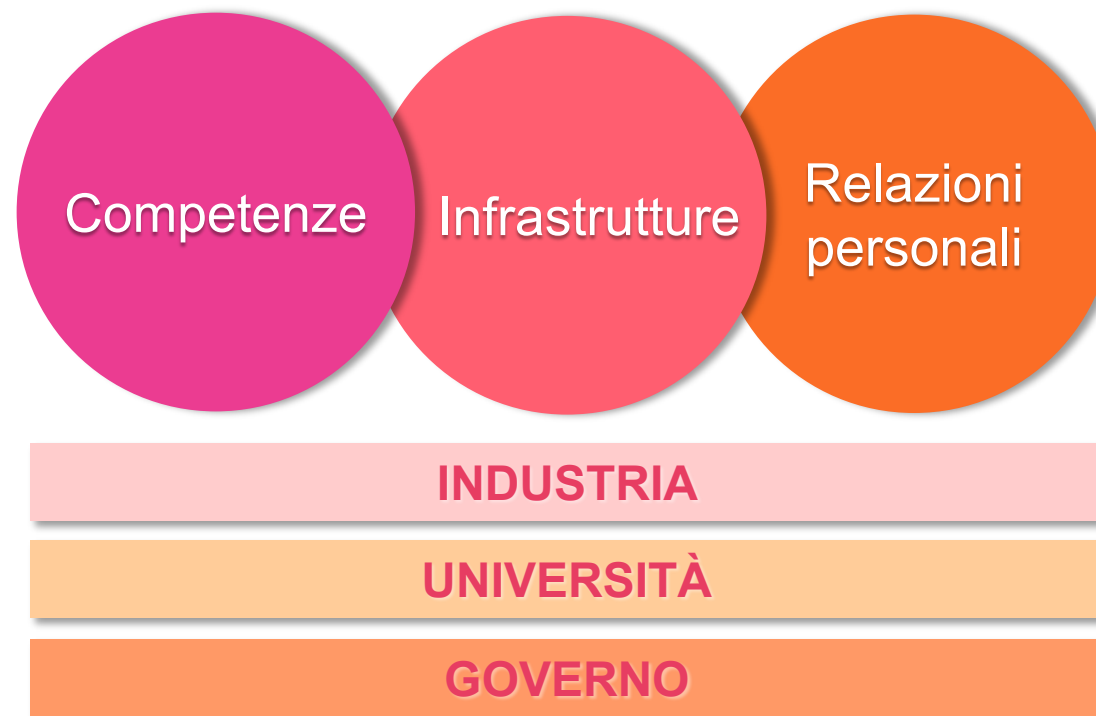 Competenze
Infrastrutture
Relazioni
personali
INDUSTRIA
UNIVERSITÀ
GOVERNO